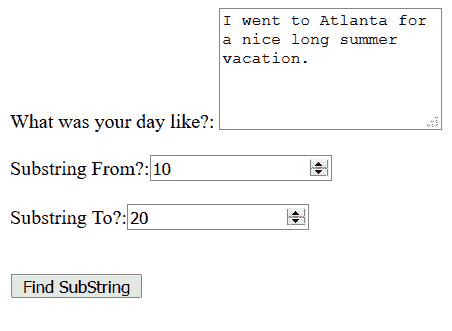 I went to Atlanta for
a nice long summer
vacation.
What was your day like?:
Substring From?: 10
Substring To?: 20
Find SubString